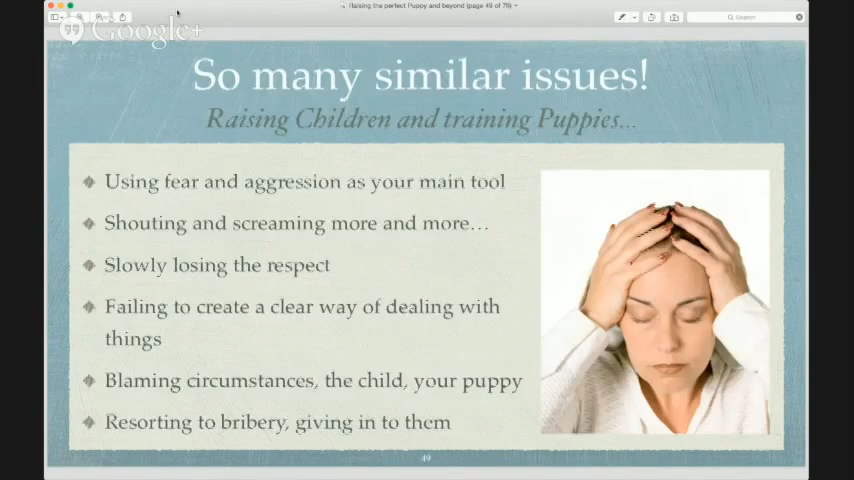 Raising the perfect Puppy and beyond (page 49 of 76)
Search
Google+
So many similar issues!
Raising Children and training Puppies...
Using fear and aggression as your main tool
Shouting and screaming more and more...
Slowly losing the respect
Failing to create a clear way of dealing with
things
Blaming circumstances, the child, your puppy
Resorting to bribery, giving in to them
49